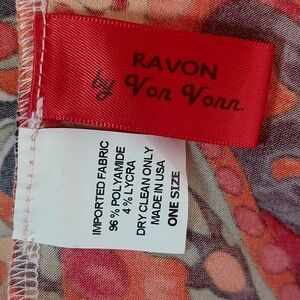 RAVON
by Von Vonn.
IMPORTED FABRIC
96 % POLYAMIDE
4 % LYCRA
DRY CLEAN ONLY
MADE IN USA
ONE SIZE